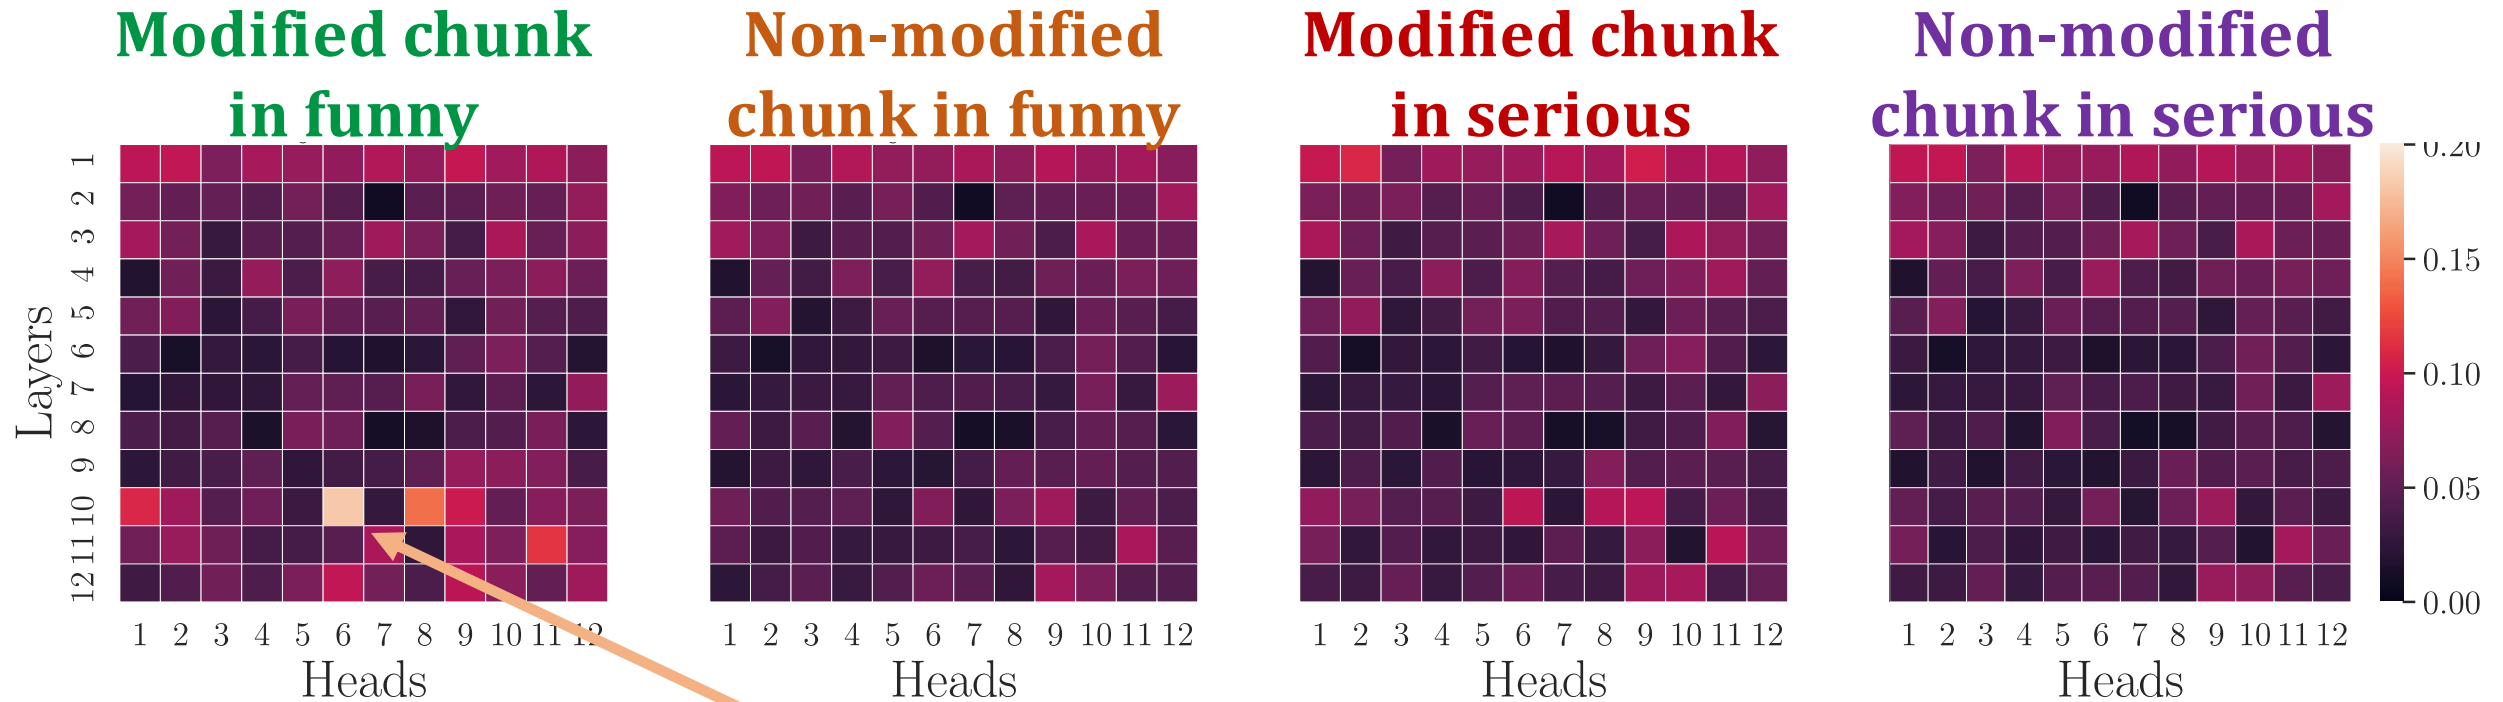 Modified chunk
in funny
Non-modified
chunk in funny
Modified chunk
in serious
Non-modified
chunk in serious
Layers
1
2
3
4
5
6
7
8
9
10
11
12
1 2 3 4 5 6 7 8 9 10 11 12
Heads
1 2 3 4 5 6 7 8 9 10 11 12
Heads
1 2 3 4 5 6 7 8 9 10 11 12
Heads
1 2 3 4 5 6 7 8 9 10 11 12
Heads
0.20
0.15
0.10
0.05
0.00